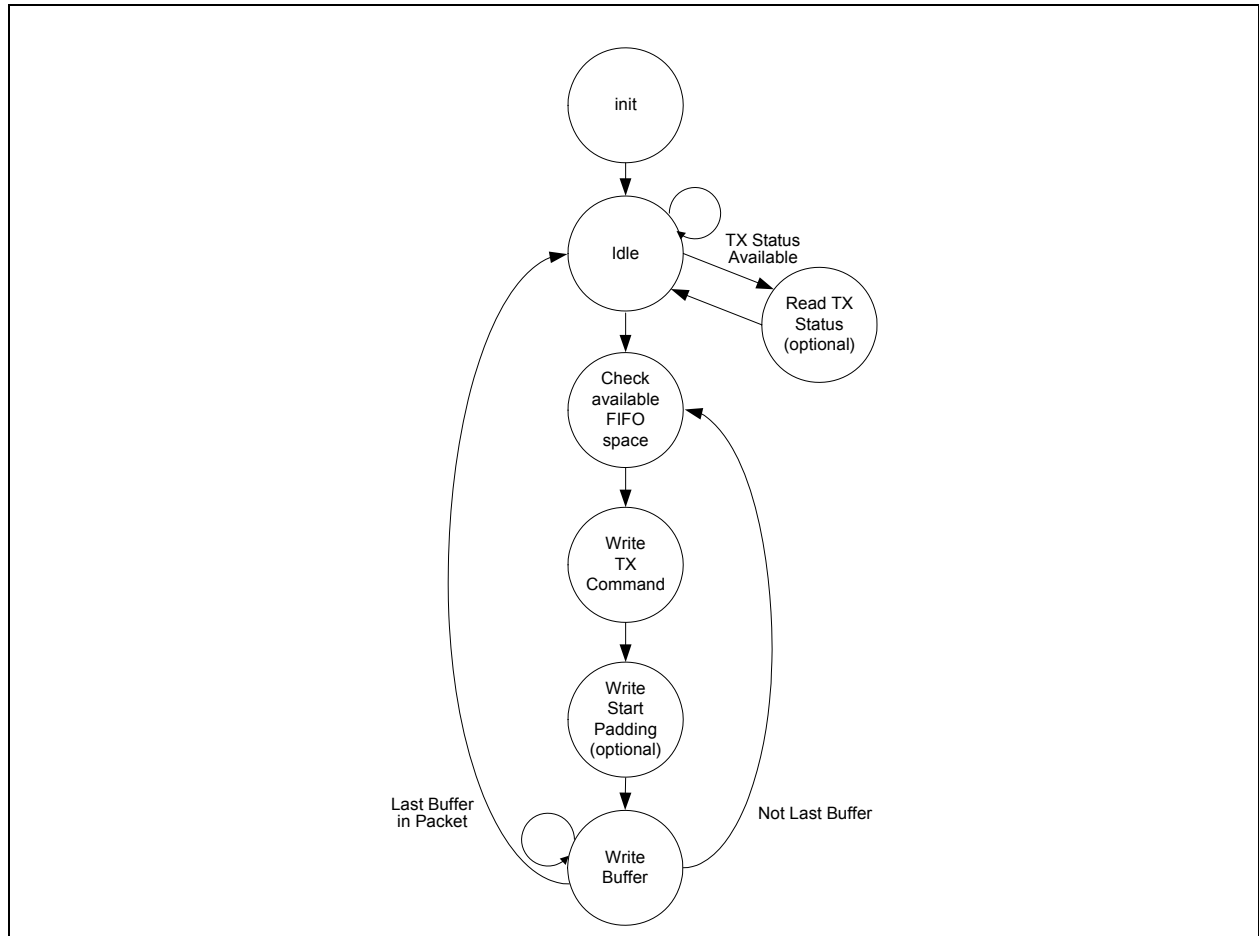 init
Idle
TX Status
Available
Read TX
Status
(optional)
Check
available
FIFO
space
Write
TX
Command
Write
Start
Padding
(optional)
Last Buffer
in Packet
Not Last Buffer
Write
Buffer